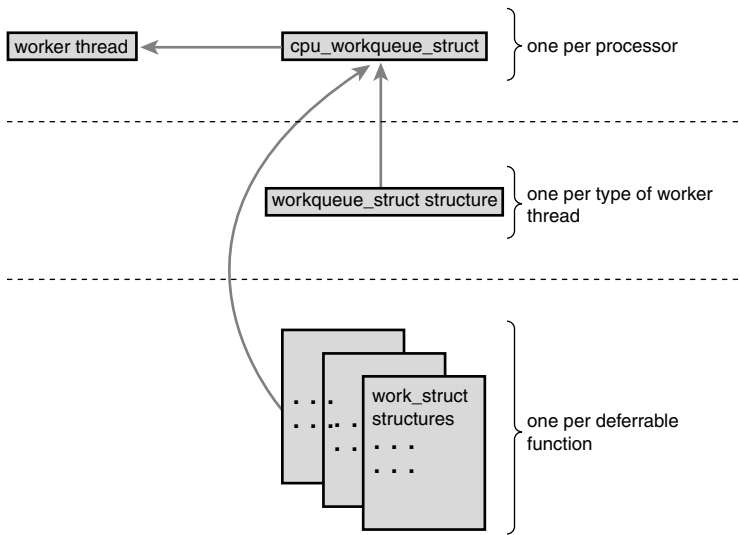 worker thread
cpu_workqueue_struct
one per processor
workqueue_struct structure
one per type of worker
thread
work_struct
structures
. . .
. . .
. . .
. . .
. . .
. . .
one per deferrable
function